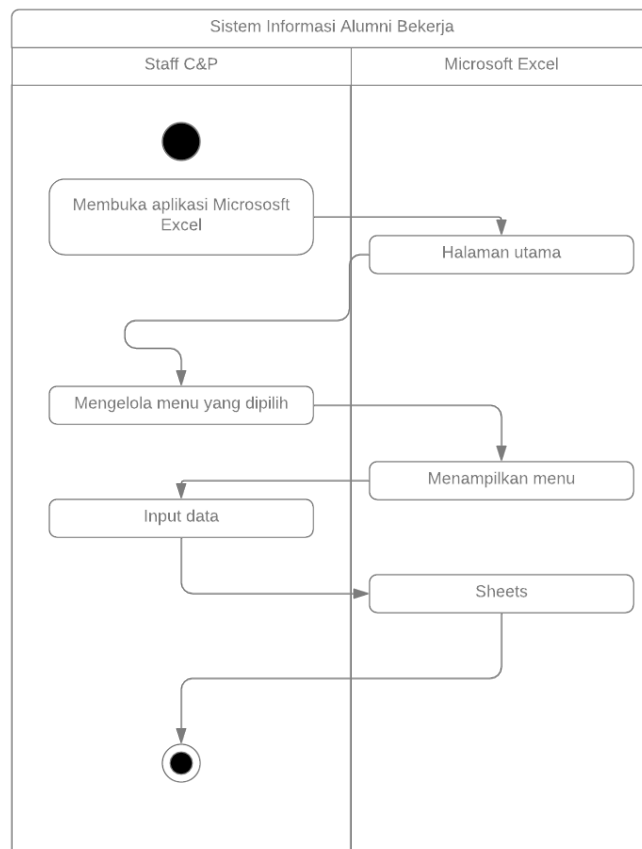 Sistem Informasi Alumni Bekerja
Staff C&P
Microsoft Excel
Membuka aplikasi Micrososft
Excel
Halaman utama
Mengelola menu yang dipilih
Menampilkan menu
Input data
Sheets